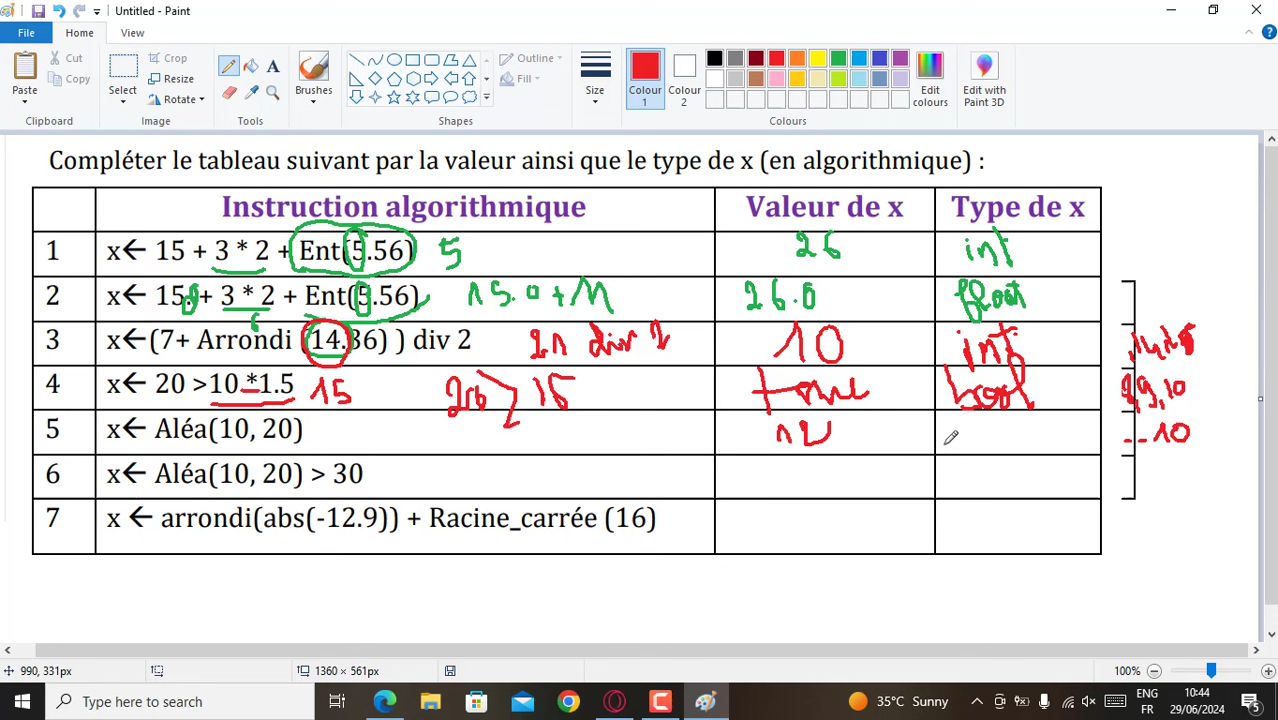 Untitled - Paint
File Home View
Paste Cut Copy Clipboard
Select Crop Resize Rotate Image
Tools
Brushes
Shapes Outline Fill
Size
Colour 1 Colour 2 Colours
Edit colours
Edit with Paint 3D
Compléter le tableau suivant par la valeur ainsi que le type de x (en algorithmique) :
Instruction algorithmique Valeur de x Type de x
1 x← 15 + 3 * 2 + Ent(5.56) 5 26 int
2 x← 15.0+ 3 * 2 + Ent(5.56) 15.0 + 11 26.0 float
6
3 x←(7+ Arrondi (14.36) ) div 2 21 div 2 10 int
4 x← 20 >10 *1.5 15 20 > 15 bool
5 x← Aléa(10, 20) 12 -- 10
6 x← Aléa(10, 20) > 30
7 x ← arrondi(abs(-12.9)) + Racine_carrée (16)
990, 331px 1360 × 561px 100%
Type here to search 35°C Sunny ENG FR 10:44 29/06/2024 5